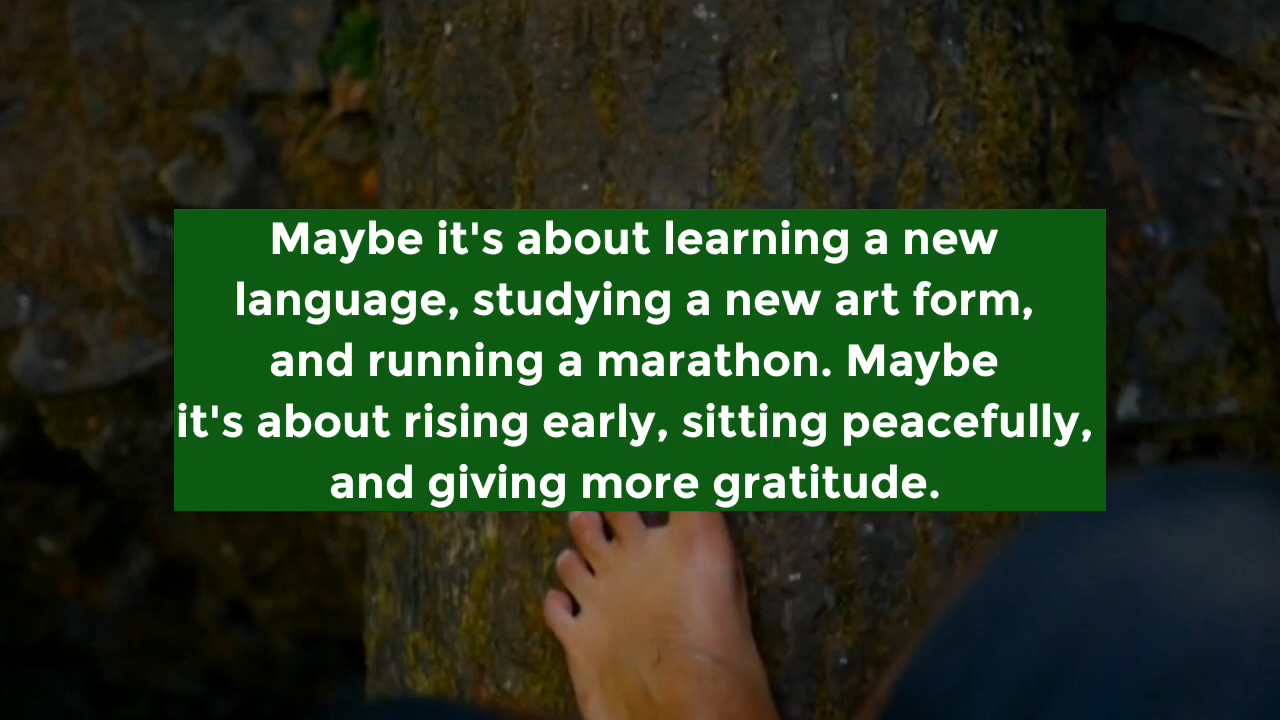 Maybe it's about learning a new
language, studying a new art form,
and running a marathon. Maybe
it's about rising early, sitting peacefully,
and giving more gratitude.